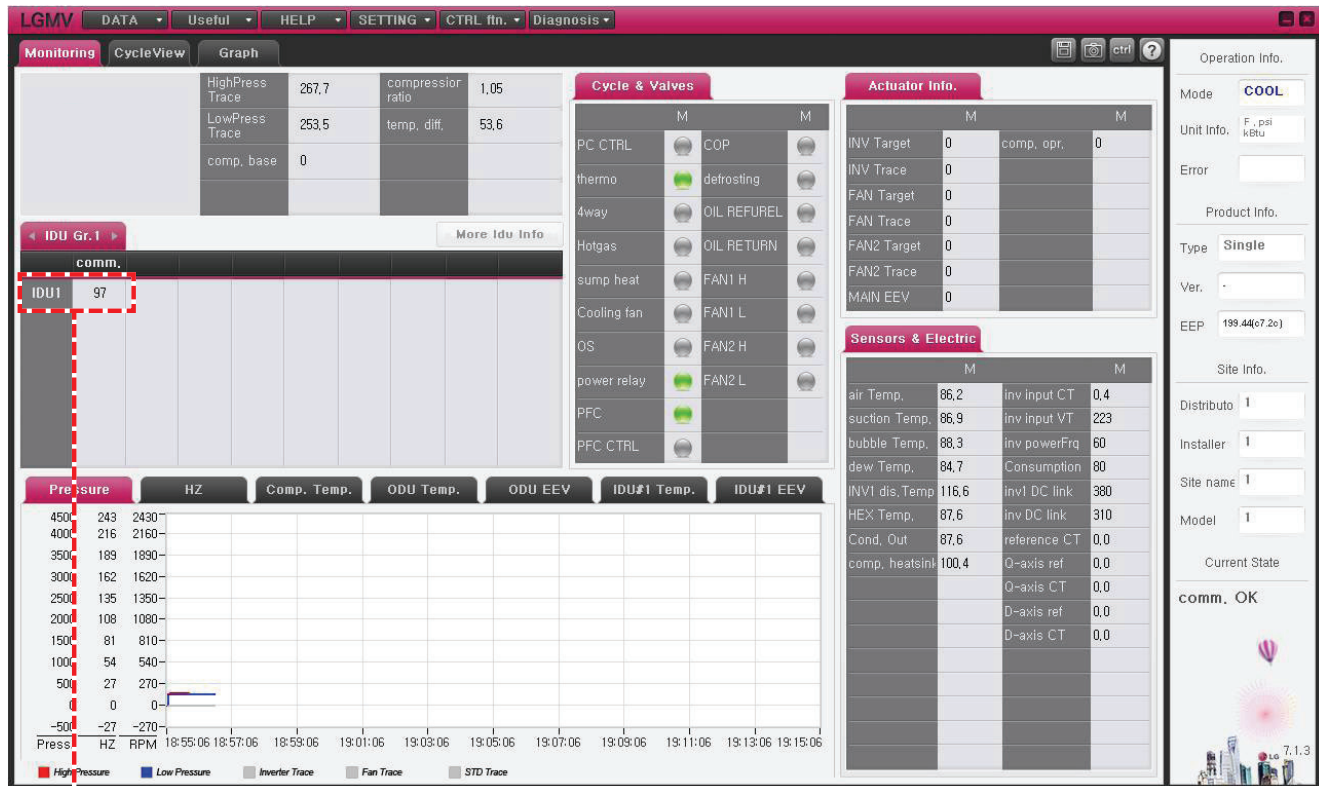 LGMV DATA Useful HELP SETTING CTRL ftn. Diagnosis
Monitoring CycleView Graph ctrl ?
HighPress Trace 267,7 compressior ratio 1,05
LowPress Trace 253,5 temp, diff, 53,6
comp, base 0
IDU Gr.1 More Idu Info
comm.
IDU1 97
Cycle & Valves
M M
PC CTRL COP
thermo defrosting
4way OIL REFUREL
Hotgas OIL RETURN
sump heat FAN1 H
Cooling fan FAN1 L
OS FAN2 H
power relay FAN2 L
PFC
PFC CTRL
Actuator Info.
M M
INV Target 0 comp, opr, 0
INV Trace 0
FAN Target 0
FAN Trace 0
FAN2 Target 0
FAN2 Trace 0
MAIN EEV 0
Sensors & Electric
M M
air Temp, 86,2 inv input CT 0,4
suction Temp, 86,9 inv input VT 223
bubble Temp, 88,3 inv powerFrq 60
dew Temp, 84,7 Consumption 80
INV1 dis,Temp 116,6 inv1 DC link 380
HEX Temp, 87,6 inv DC link 310
Cond, Out 87,6 reference CT 0,0
comp, heatsink 100,4 Q-axis ref 0,0
Q-axis CT 0,0
D-axis ref 0,0
D-axis CT 0,0
Pressure HZ Comp. Temp. ODU Temp. ODU EEV IDU#1 Temp. IDU#1 EEV
4500 243 2430
4000 216 2160
3500 189 1890
3000 162 1620
2500 135 1350
2000 108 1080
1500 81 810
1000 54 540
500 27 270
0 0 0
-500 -27 -270
Press HZ RPM 18:55:06 18:57:06 18:59:06 19:01:06 19:03:06 19:05:06 19:07:06 19:09:06 19:11:06 19:13:06 19:15:06
High Pressure Low Pressure Inverter Trace Fan Trace STD Trace
Operation Info.
Mode COOL
Unit Info. F , psi
kBtu
Error
Product Info.
Type Single
Ver. -
EEP 199.44(c7.2c)
Site Info.
Distributo 1
Installer 1
Site name 1
Model 1
Current State
comm, OK
LG 7.1.3